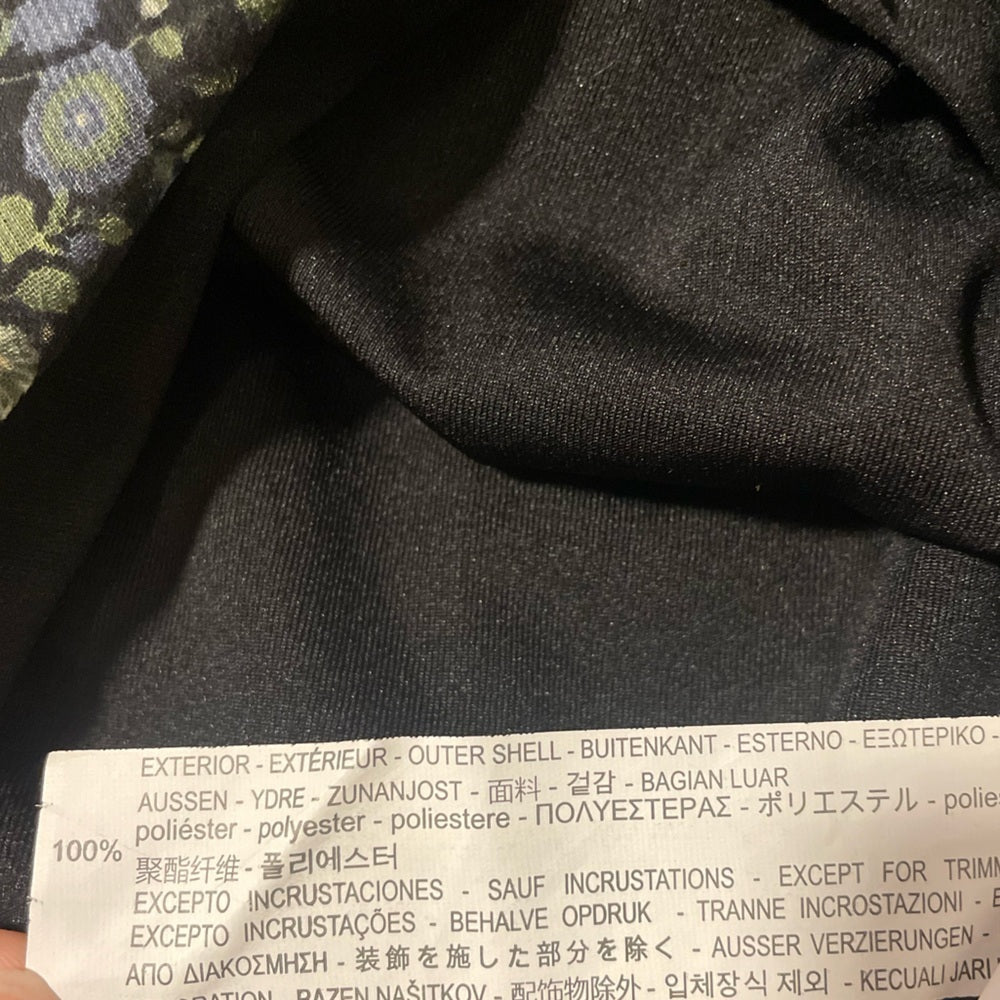 EXTERIOR - EXTÉRIEUR - OUTER SHELL - BUITENKANT - ESTERNO - ΕΞΩΤΕΡΙΚΟ -
AUSSEN - YDRE - ZUNANJOST - 面料 - 겉감 - BAGIAN LUAR
100% poliéster - polyester - poliestere - ΠΟΛΥΕΣΤΕΡΑΣ - ポリエステル - polies
聚酯纤维 - 폴리에스터
EXCEPTO INCRUSTACIONES - SAUF INCRUSTATIONS - EXCEPT FOR TRIMM
EXCEPTO INCRUSTAÇÕES - BEHALVE OPDRUK - TRANNE INCROSTAZIONI -
ΑΠΟ ΔΙΑΚΟΣΜΗΣΗ - 装飾を施した部分を除く - AUSSER VERZIERUNGEN -
ORATION - RAZEN NAŠITKOV - 配饰物除外 - 입체장식 제외 - KECUALI JARI